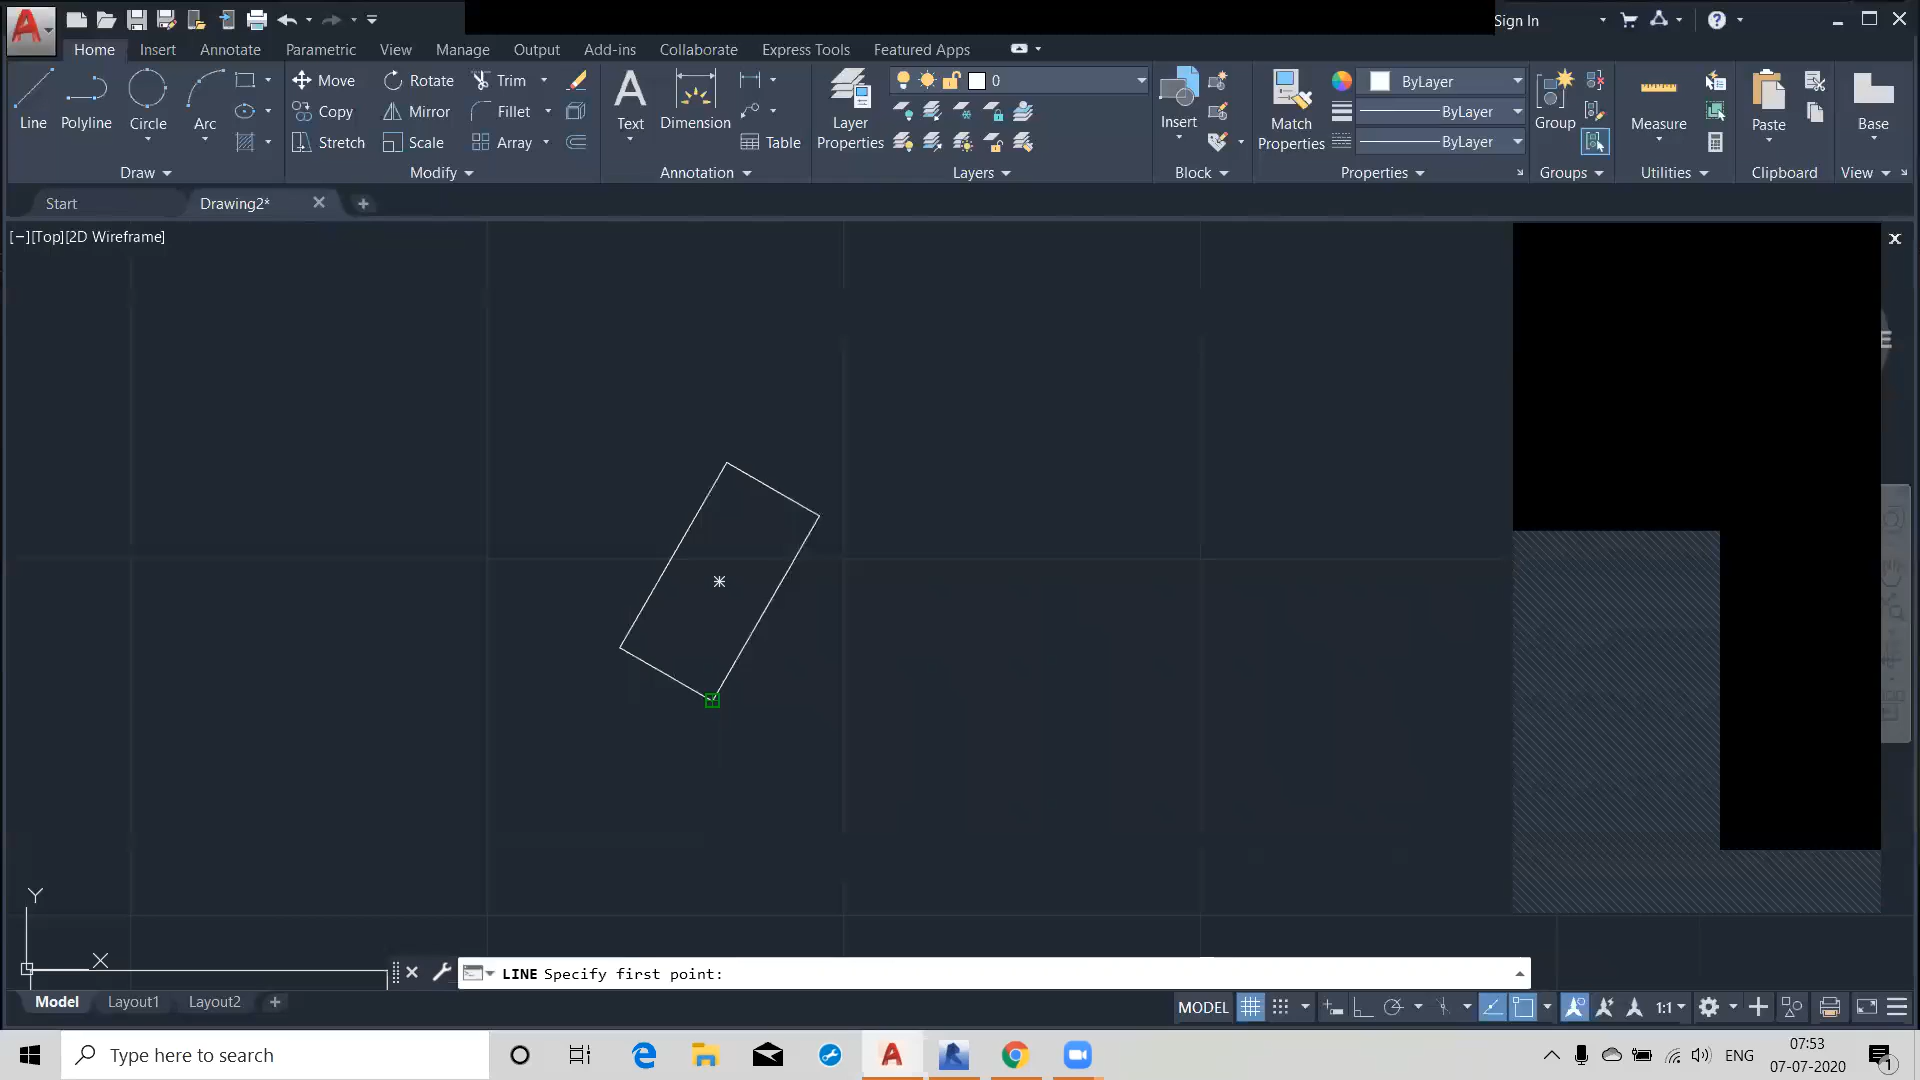 Sign In
Home Insert Annotate Parametric View Manage Output Add-ins Collaborate Express Tools Featured Apps
Line Polyline Circle Arc
Move Rotate Trim
Copy Mirror Fillet
Stretch Scale Array
Text Dimension Table
Layer Properties
0
Insert
Match Properties
ByLayer
ByLayer
ByLayer
Group Measure Paste Base
Draw Modify Annotation Layers Block Properties Groups Utilities Clipboard View
Start Drawing2*
[−][Top][2D Wireframe]
Y
X
LINE Specify first point:
Model Layout1 Layout2
MODEL 1:1
Type here to search
ENG
07:53
07-07-2020
1